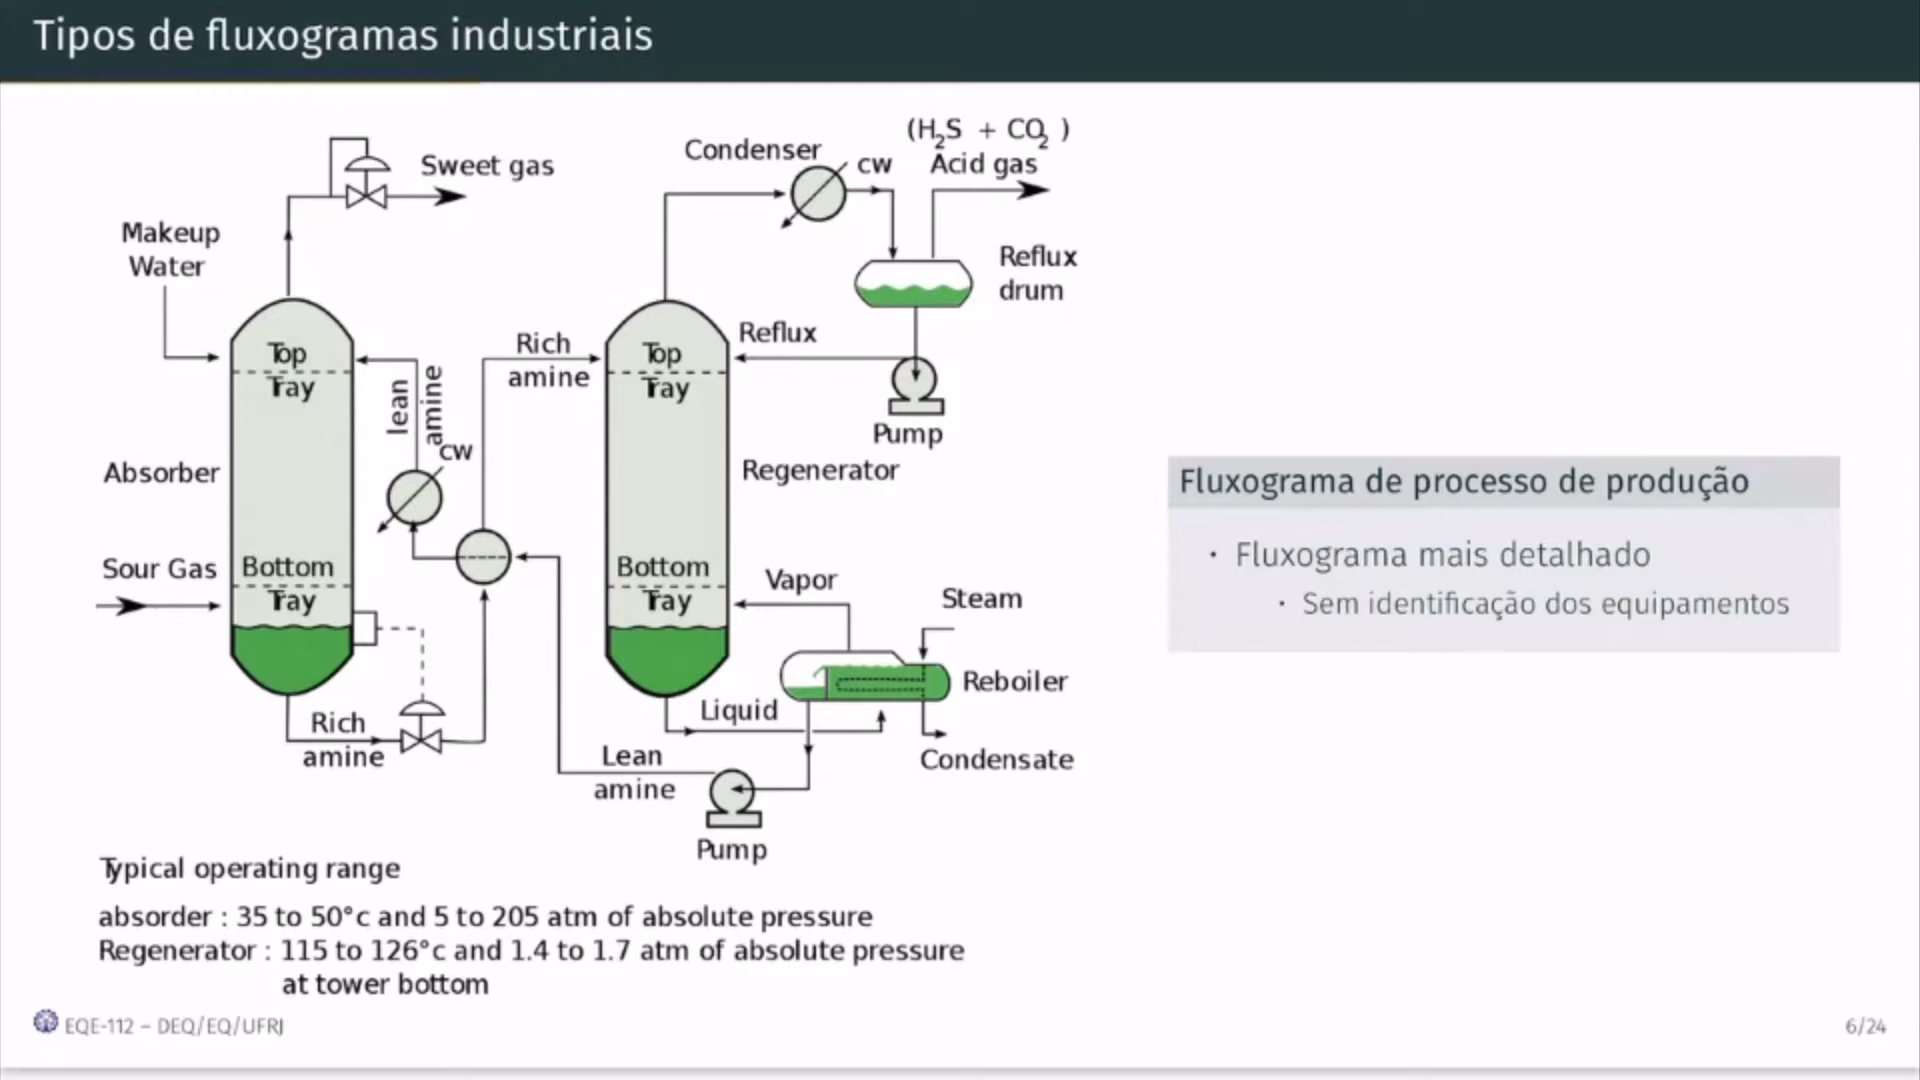 Tipos de fluxogramas industriais
(H2S + CO2 )
Acid gas
Condenser
cw
Sweet gas
Makeup
Water
Reflux
drum
Top
Tray
lean
amine
cw
Rich
amine
Top
Tray
Reflux
Pump
Absorber
Regenerator
Sour Gas
Bottom
Tray
Bottom
Tray
Vapor
Steam
Reboiler
Liquid
Condensate
Rich
amine
Lean
amine
Pump
Typical operating range
absorder : 35 to 50°c and 5 to 205 atm of absolute pressure
Regenerator : 115 to 126°c and 1.4 to 1.7 atm of absolute pressure
at tower bottom
Fluxograma de processo de produção
· Fluxograma mais detalhado
· Sem identificação dos equipamentos
EQE-112 – DEQ/EQ/UFRJ
6/24